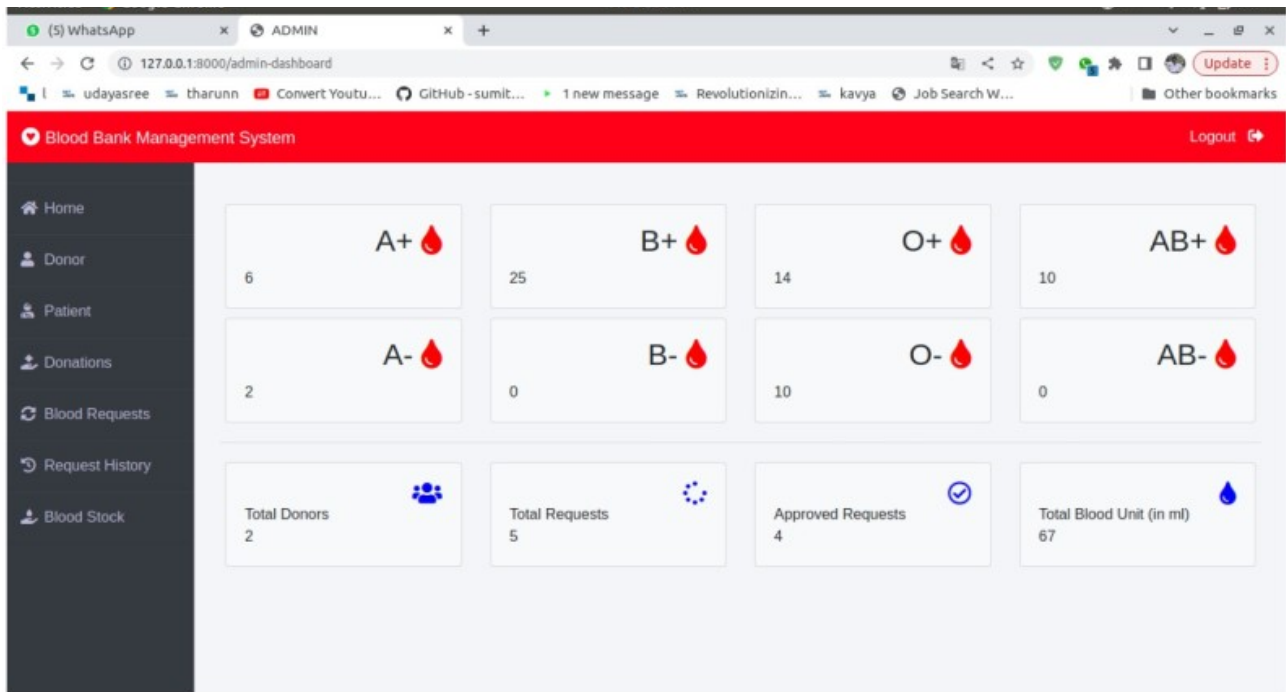 (5) WhatsApp
ADMIN
127.0.0.1:8000/admin-dashboard
Update
l udayasree tharunn Convert Youtu... GitHub - sumit... 1 new message Revolutionizin... kavya Job Search W... Other bookmarks
Blood Bank Management System Logout
Home
Donor
Patient
Donations
Blood Requests
Request History
Blood Stock
A+ B+ O+ AB+
6 25 14 10
A- B- O- AB-
2 0 10 0
Total Donors Total Requests Approved Requests Total Blood Unit (in ml)
2 5 4 67